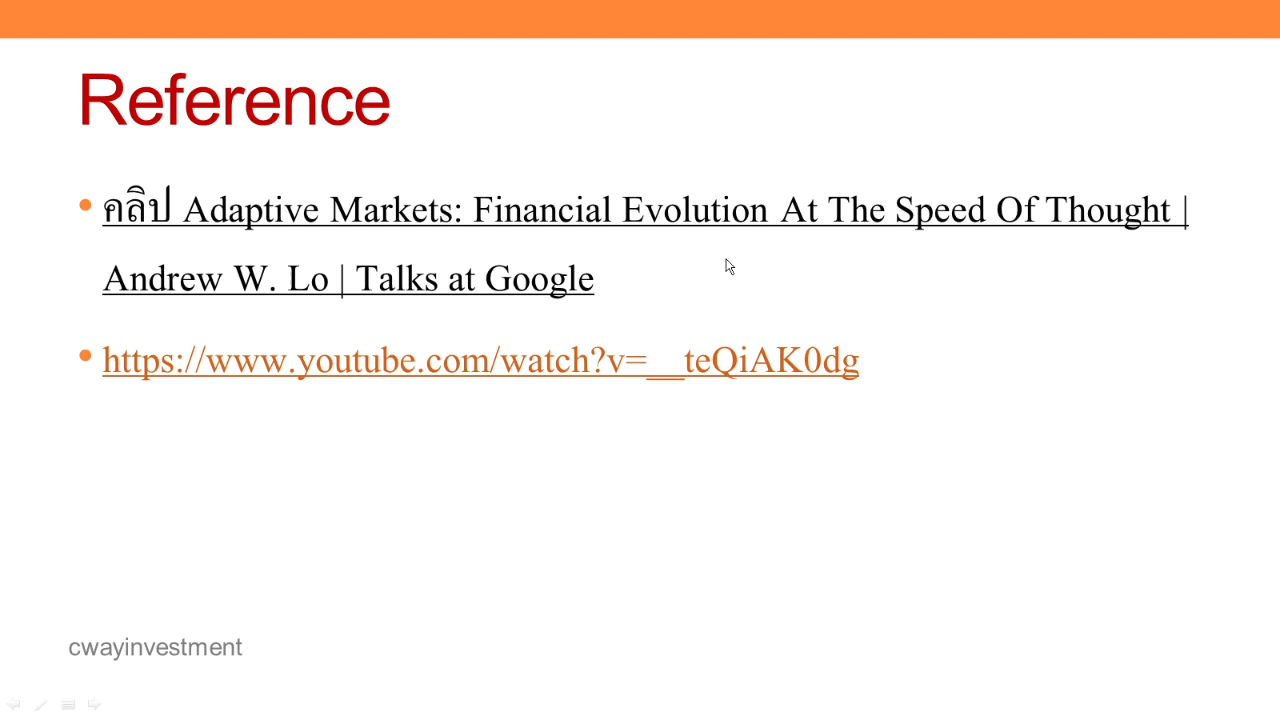 Reference
• คลิป Adaptive Markets: Financial Evolution At The Speed Of Thought |
Andrew W. Lo | Talks at Google
• https://www.youtube.com/watch?v=__teQiAK0dg
cwayinvestment